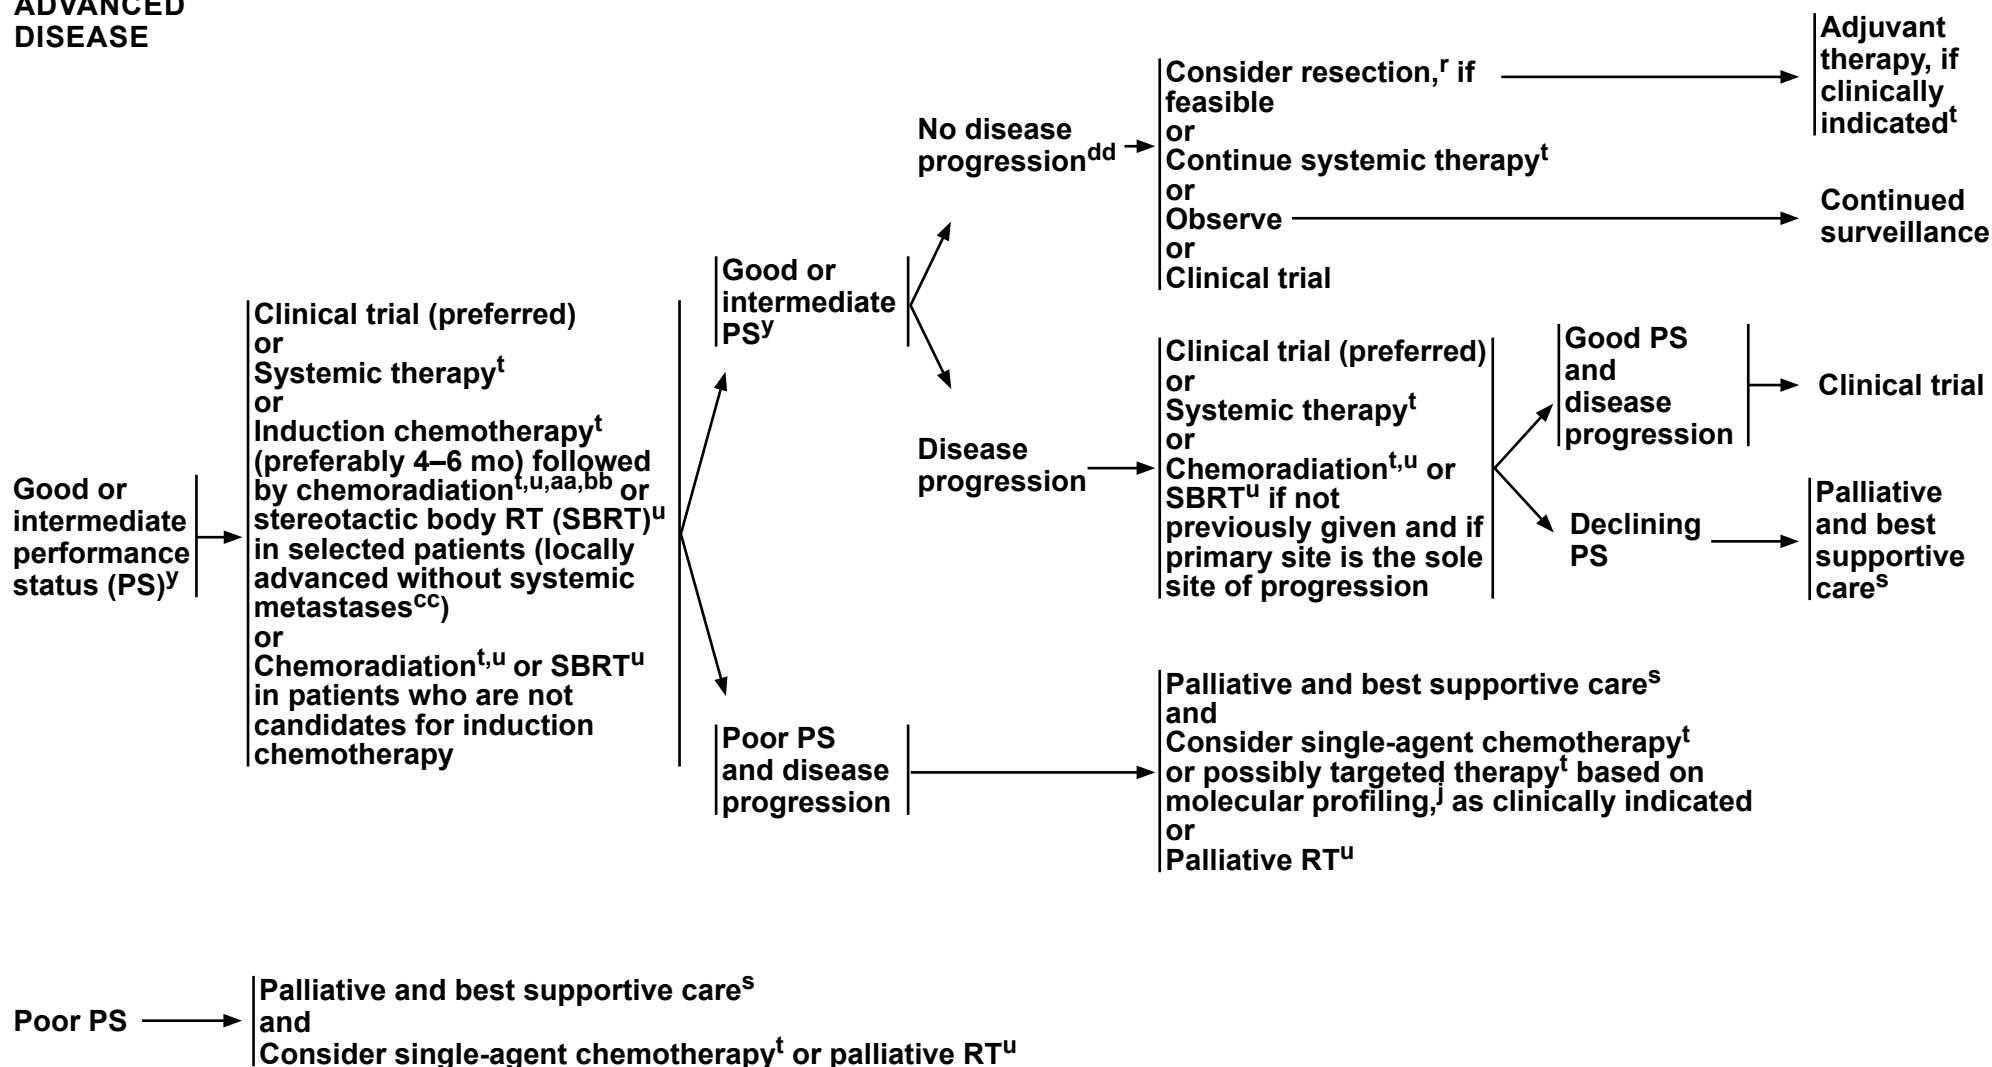 ADVANCED
DISEASE
Good or
intermediate
performance
status (PS)y
Clinical trial (preferred)
or
Systemic therapyt
or
Induction chemotherapyt
(preferably 4–6 mo) followed
by chemoradiationt,u,aa,bb or
stereotactic body RT (SBRT)u
in selected patients (locally
advanced without systemic
metastasescc)
or
Chemoradiationt,u or SBRTu
in patients who are not
candidates for induction
chemotherapy
Good or
intermediate
PSy
No disease
progressiondd
Consider resection,r if
feasible
or
Continue systemic therapyt
or
Observe
or
Clinical trial
Adjuvant
therapy, if
clinically
indicatedt
Continued
surveillance
Disease
progression
Clinical trial (preferred)
or
Systemic therapyt
or
Chemoradiationt,u or
SBRTu if not
previously given and if
primary site is the sole
site of progression
Good PS
and
disease
progression
Clinical trial
Declining
PS
Palliative
and best
supportive
cares
Poor PS
and disease
progression
Palliative and best supportive cares
and
Consider single-agent chemotherapyt
or possibly targeted therapyt based on
molecular profiling,j as clinically indicated
or
Palliative RTu
Poor PS
Palliative and best supportive cares
and
Consider single-agent chemotherapyt or palliative RTu